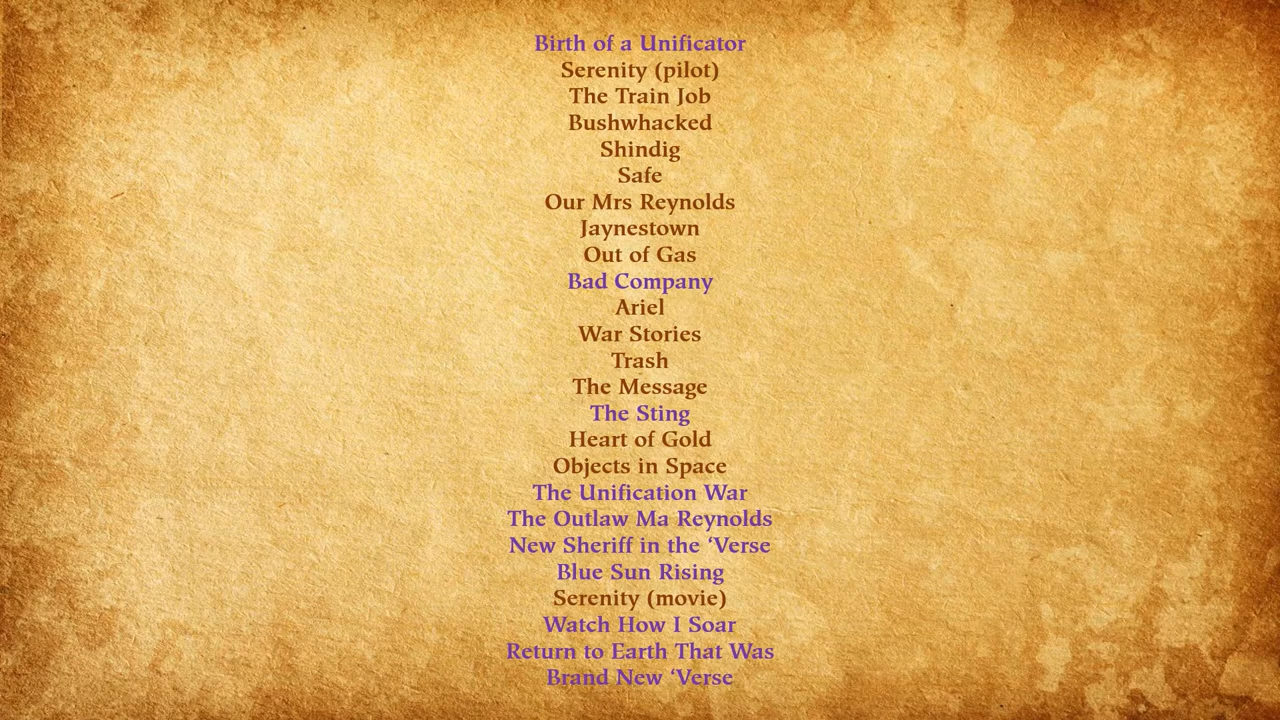 Birth of a Unificator
Serenity (pilot)
The Train Job
Bushwhacked
Shindig
Safe
Our Mrs Reynolds
Jaynestown
Out of Gas
Bad Company
Ariel
War Stories
Trash
The Message
The Sting
Heart of Gold
Objects in Space
The Unification War
The Outlaw Ma Reynolds
New Sheriff in the ‘Verse
Blue Sun Rising
Serenity (movie)
Watch How I Soar
Return to Earth That Was
Brand New ‘Verse